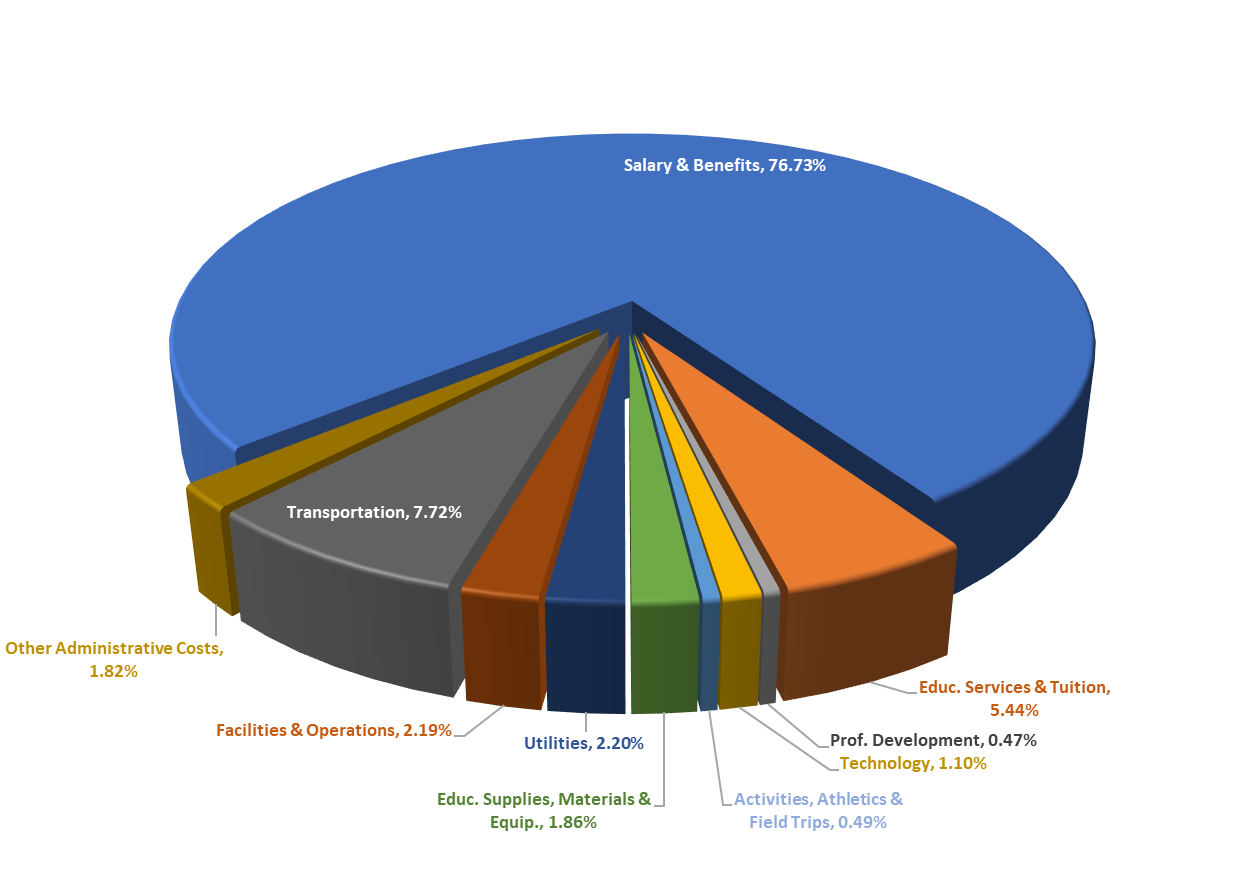 Salary & Benefits, 76.73%
Transportation, 7.72%
Other Administrative Costs,
1.82%
Educ. Services & Tuition,
5.44%
Facilities & Operations, 2.19%
Utilities, 2.20%
Prof. Development, 0.47%
Technology, 1.10%
Educ. Supplies, Materials &
Equip., 1.86%
Activities, Athletics &
Field Trips, 0.49%